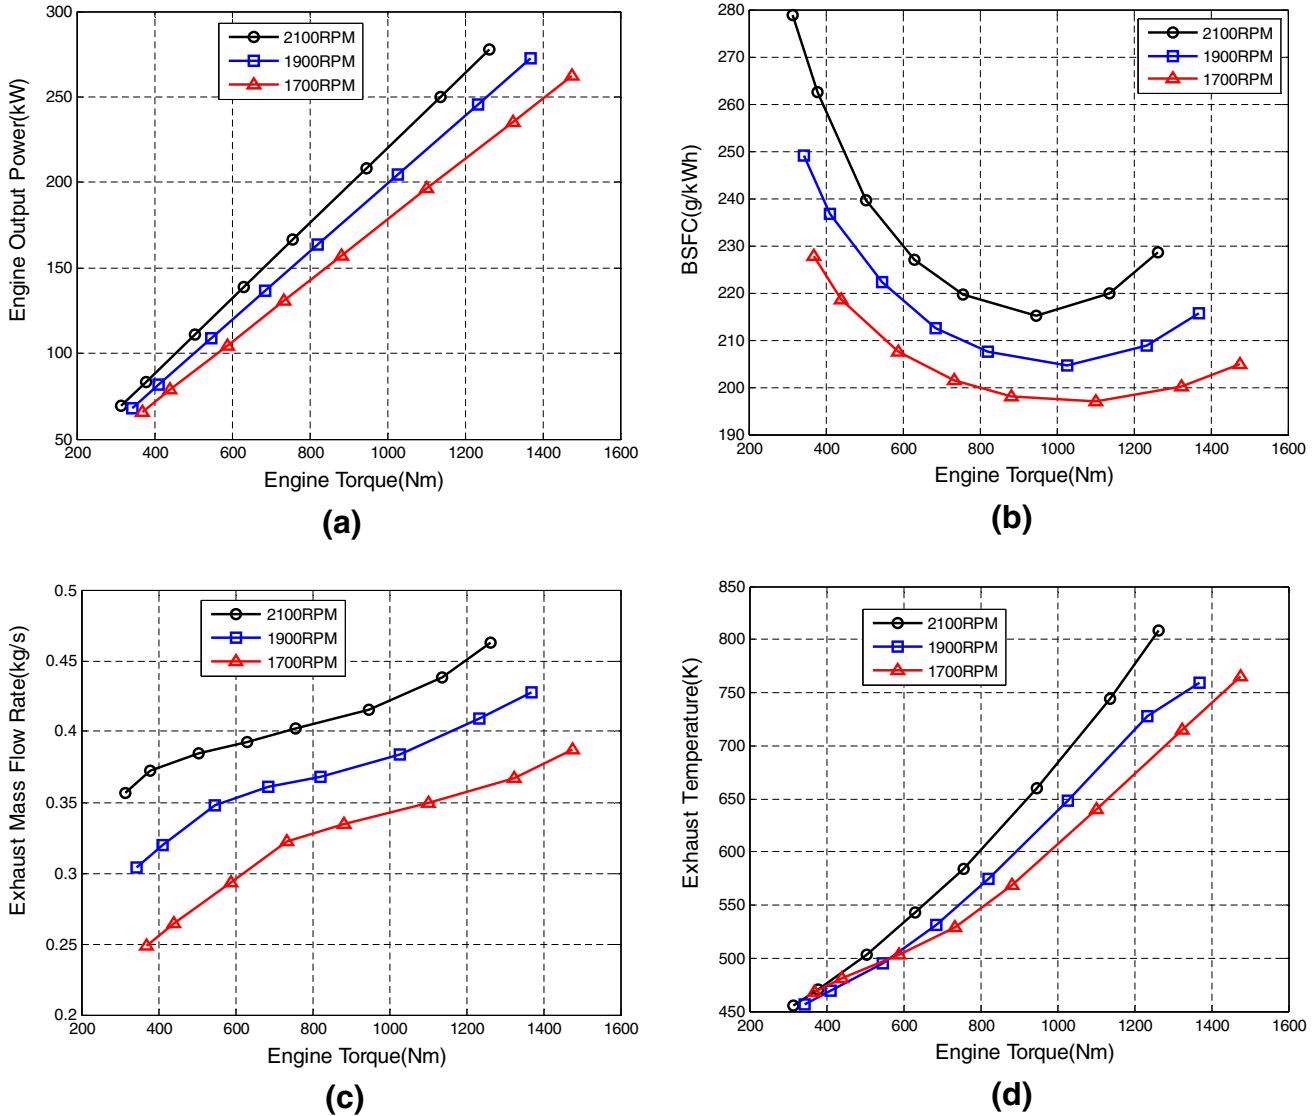 300
250
200
150
100
50
200
400
600
800
1000
1200
1400
1600
Engine Output Power(kW)
Engine Torque(Nm)
2100RPM
1900RPM
1700RPM
(a)
280
270
260
250
240
230
220
210
200
190
200
400
600
800
1000
1200
1400
1600
BSFC(g/kWh)
Engine Torque(Nm)
2100RPM
1900RPM
1700RPM
(b)
0.5
0.45
0.4
0.35
0.3
0.25
0.2
200
400
600
800
1000
1200
1400
1600
Exhaust Mass Flow Rate(kg/s)
Engine Torque(Nm)
2100RPM
1900RPM
1700RPM
(c)
850
800
750
700
650
600
550
500
450
200
400
600
800
1000
1200
1400
1600
Exhaust Temperature(K)
Engine Torque(Nm)
2100RPM
1900RPM
1700RPM
(d)